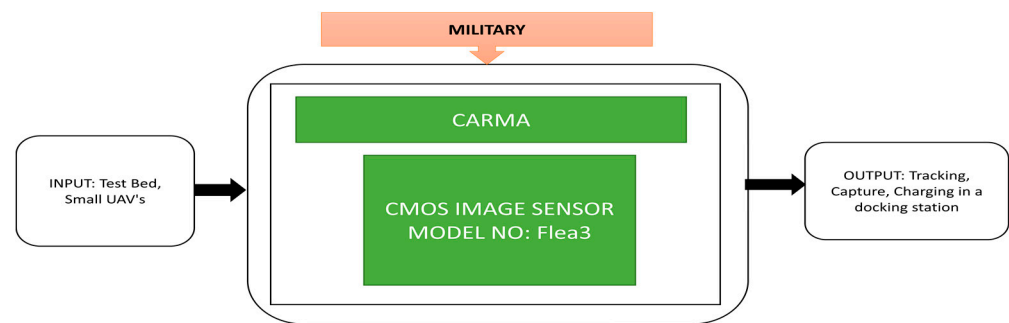 MILITARY
CARMA
INPUT: Test Bed,
Small UAV's
CMOS IMAGE SENSOR
MODEL NO: Flea3
OUTPUT: Tracking,
Capture, Charging in a
docking station